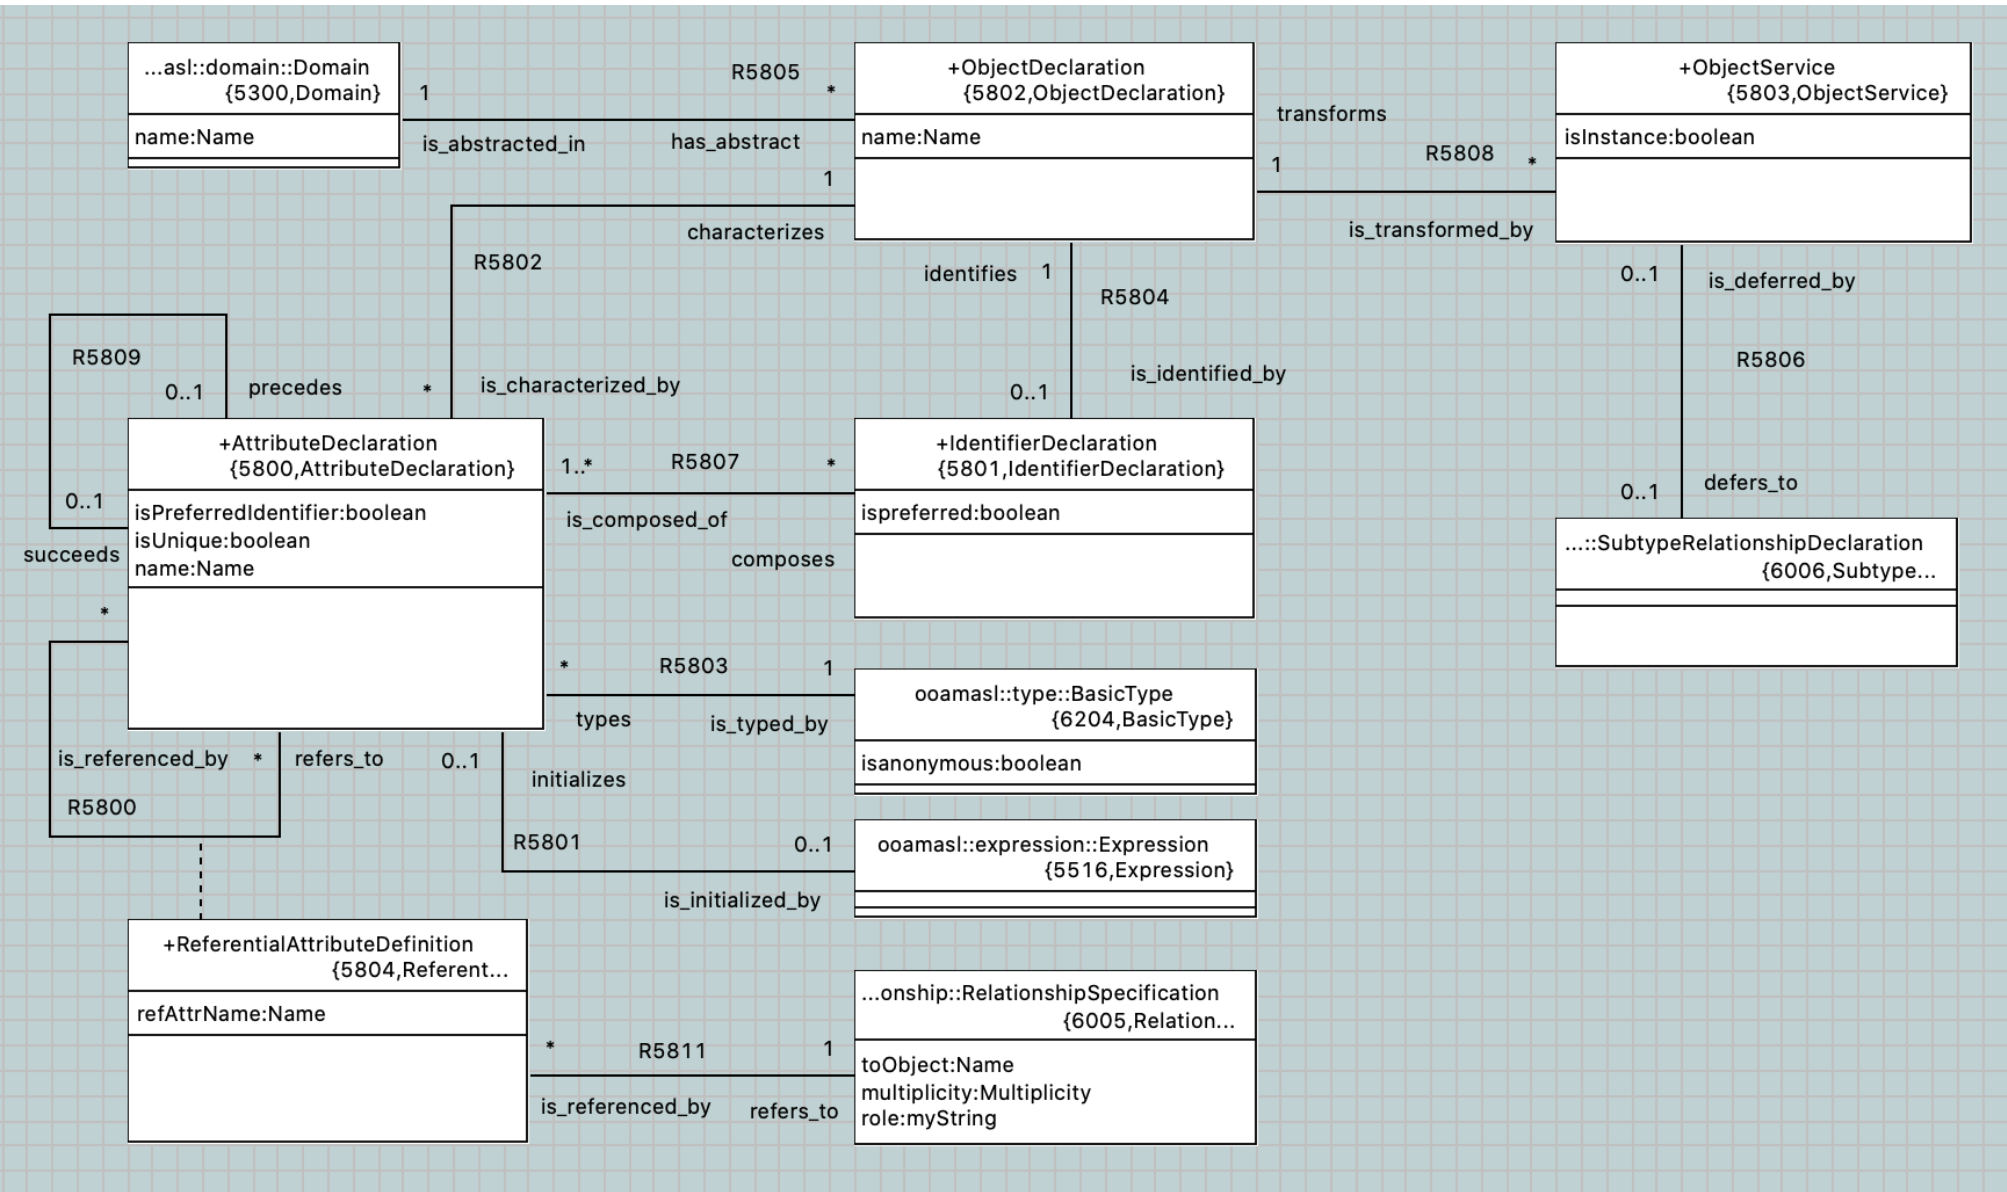 ...asl::domain::Domain
{5300,Domain}
name:Name
1
R5805
*
is_abstracted_in
has_abstract
+ObjectDeclaration
{5802,ObjectDeclaration}
name:Name
transforms
1
R5808
*
is_transformed_by
+ObjectService
{5803,ObjectService}
isInstance:boolean
1
characterizes
R5802
identifies
1
R5804
0..1
is_deferred_by
R5809
0..1
precedes
*
is_characterized_by
0..1
is_identified_by
R5806
+AttributeDeclaration
{5800,AttributeDeclaration}
isPreferredIdentifier:boolean
isUnique:boolean
name:Name
0..1
succeeds
1..*
R5807
*
is_composed_of
composes
+IdentifierDeclaration
{5801,IdentifierDeclaration}
ispreferred:boolean
0..1
defers_to
...::SubtypeRelationshipDeclaration
{6006,Subtype...
*
*
R5803
1
types
is_typed_by
ooamasl::type::BasicType
{6204,BasicType}
isanonymous:boolean
is_referenced_by
*
refers_to
R5800
0..1
initializes
R5801
0..1
is_initialized_by
ooamasl::expression::Expression
{5516,Expression}
+ReferentialAttributeDefinition
{5804,Referent...
refAttrName:Name
*
R5811
1
is_referenced_by
refers_to
...onship::RelationshipSpecification
{6005,Relation...
toObject:Name
multiplicity:Multiplicity
role:myString